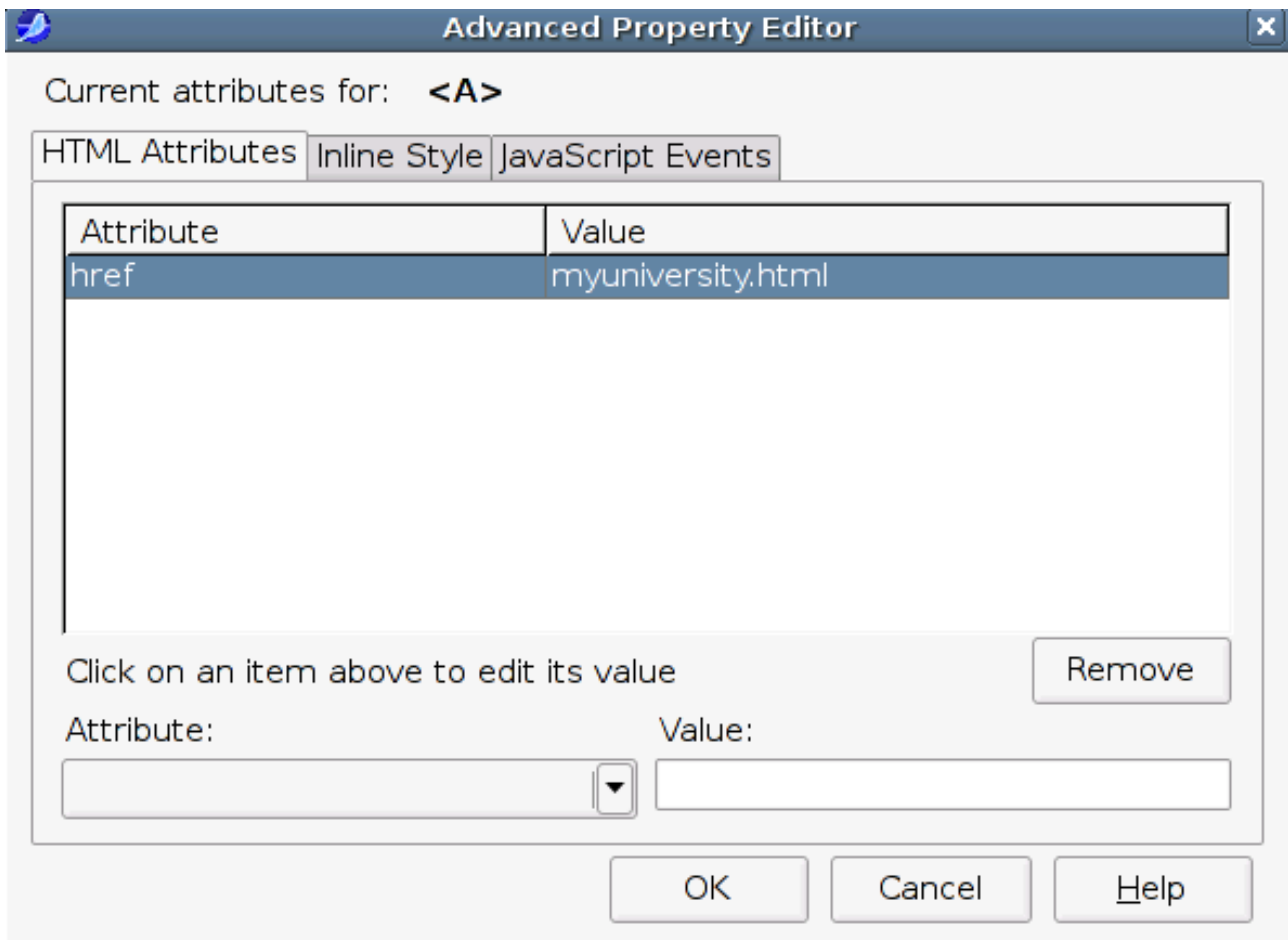 Advanced Property Editor
Current attributes for: <A>
HTML Attributes Inline Style JavaScript Events
Attribute Value
href myuniversity.html
Click on an item above to edit its value Remove
Attribute: Value:
OK Cancel Help